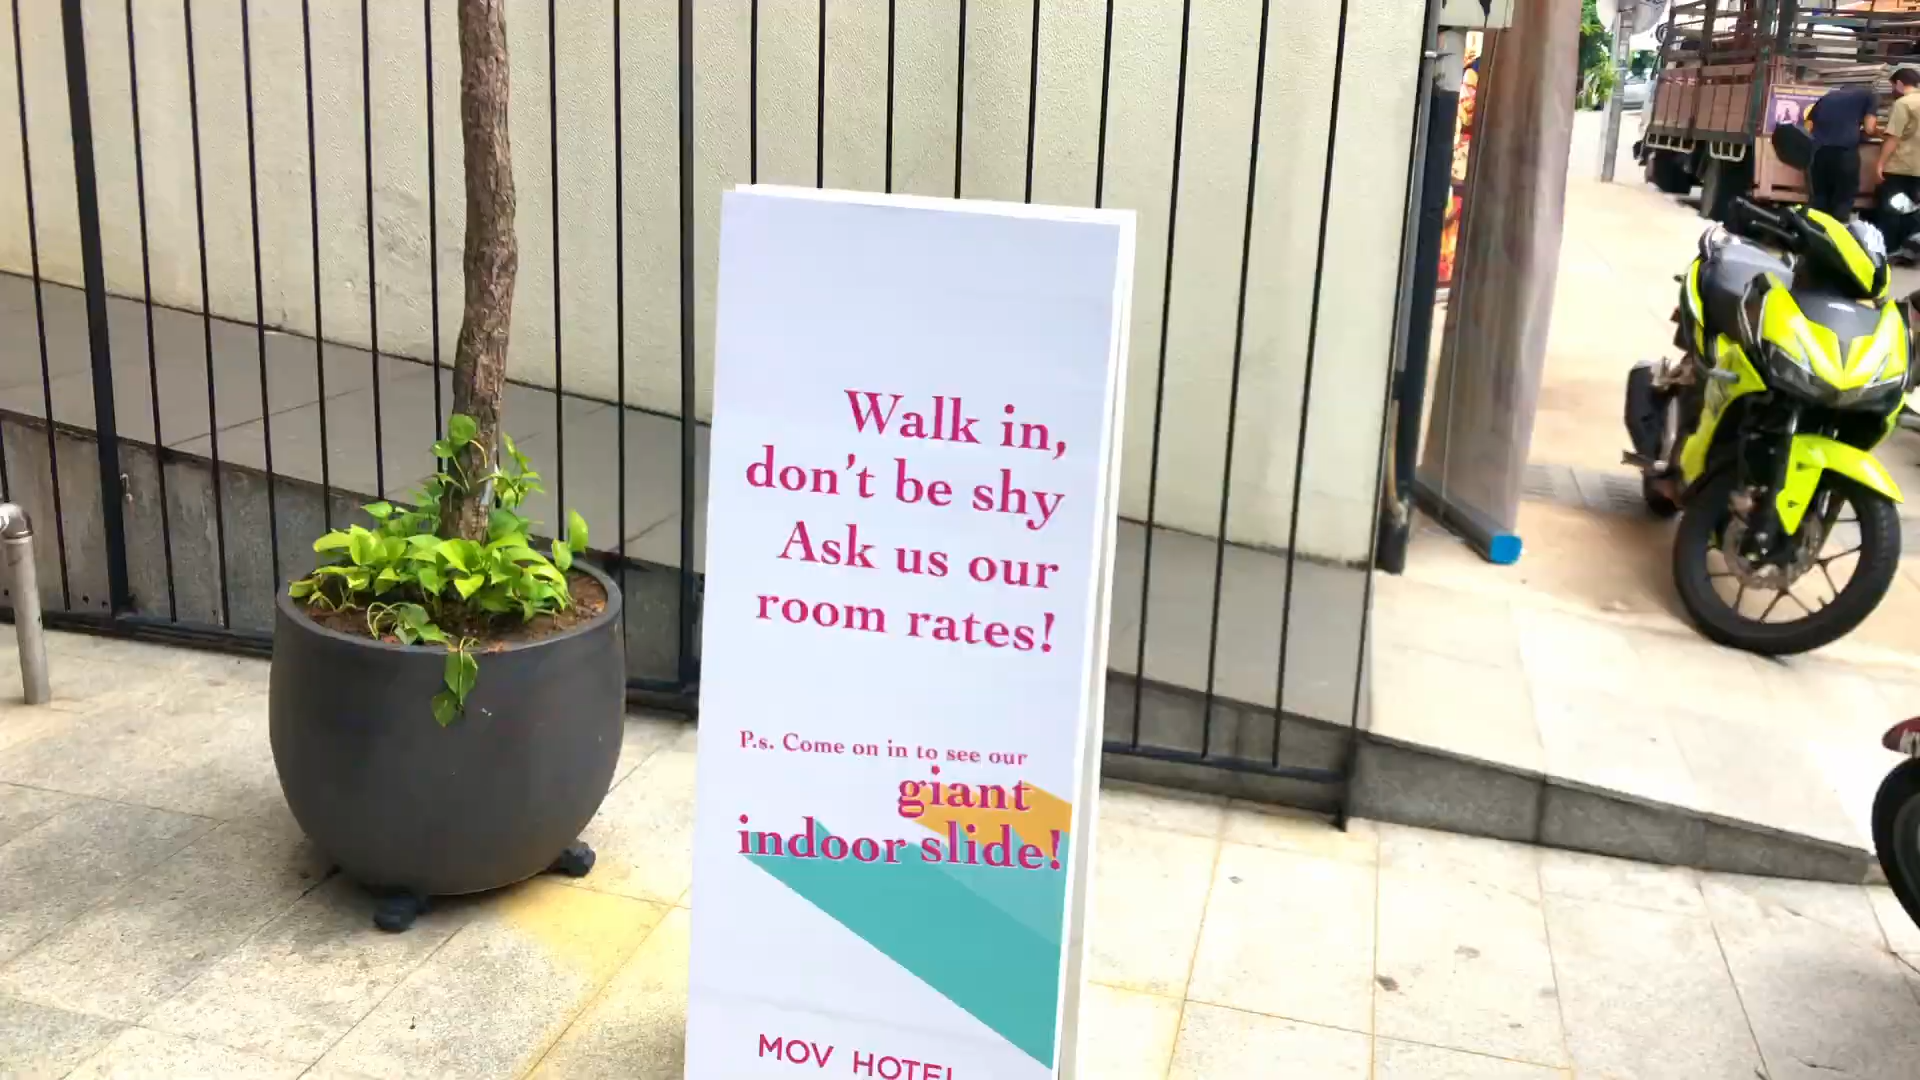 Walk in,
don't be shy
Ask us our
room rates!
P.s. Come on in to see our
giant
indoor slide!
MOV HOTEL